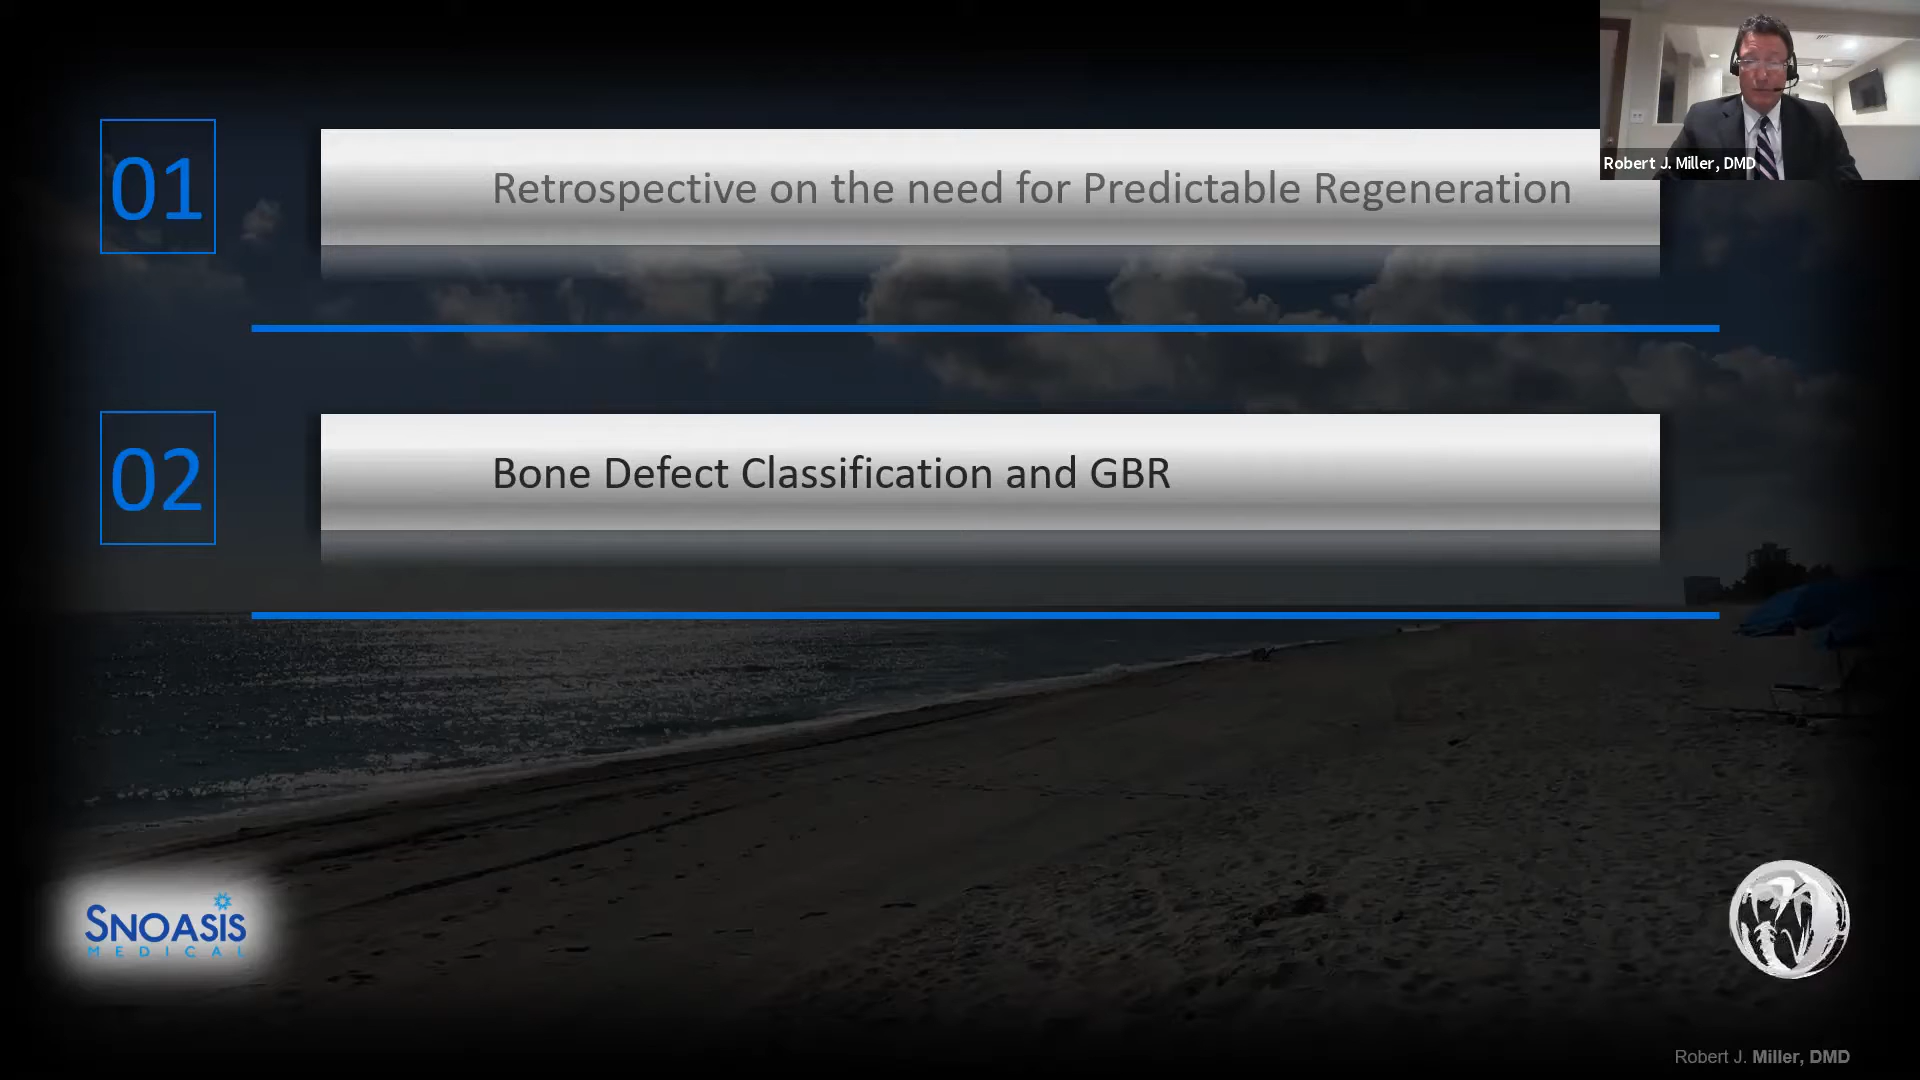 Robert J. Miller, DMD
01
Retrospective on the need for Predictable Regeneration
02
Bone Defect Classification and GBR
SNOASIS
MEDICAL
Robert J. Miller, DMD